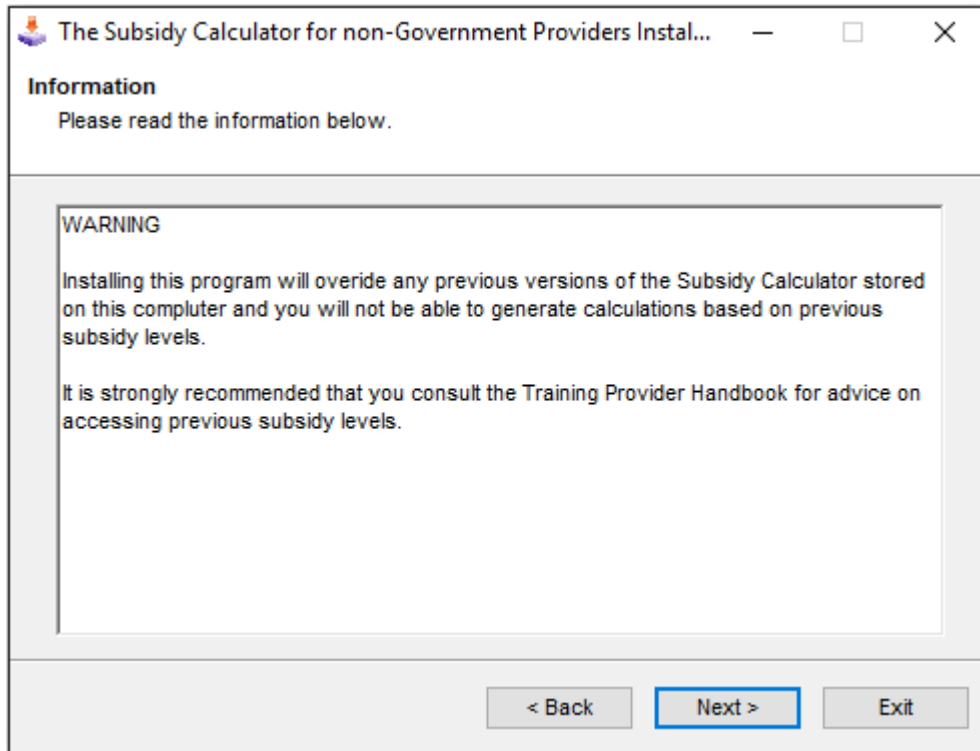 The Subsidy Calculator for non-Government Providers Instal...
Information
Please read the information below.
WARNING
Installing this program will overide any previous versions of the Subsidy Calculator stored
on this compluter and you will not be able to generate calculations based on previous
subsidy levels.
It is strongly recommended that you consult the Training Provider Handbook for advice on
accessing previous subsidy levels.
< Back
Next >
Exit